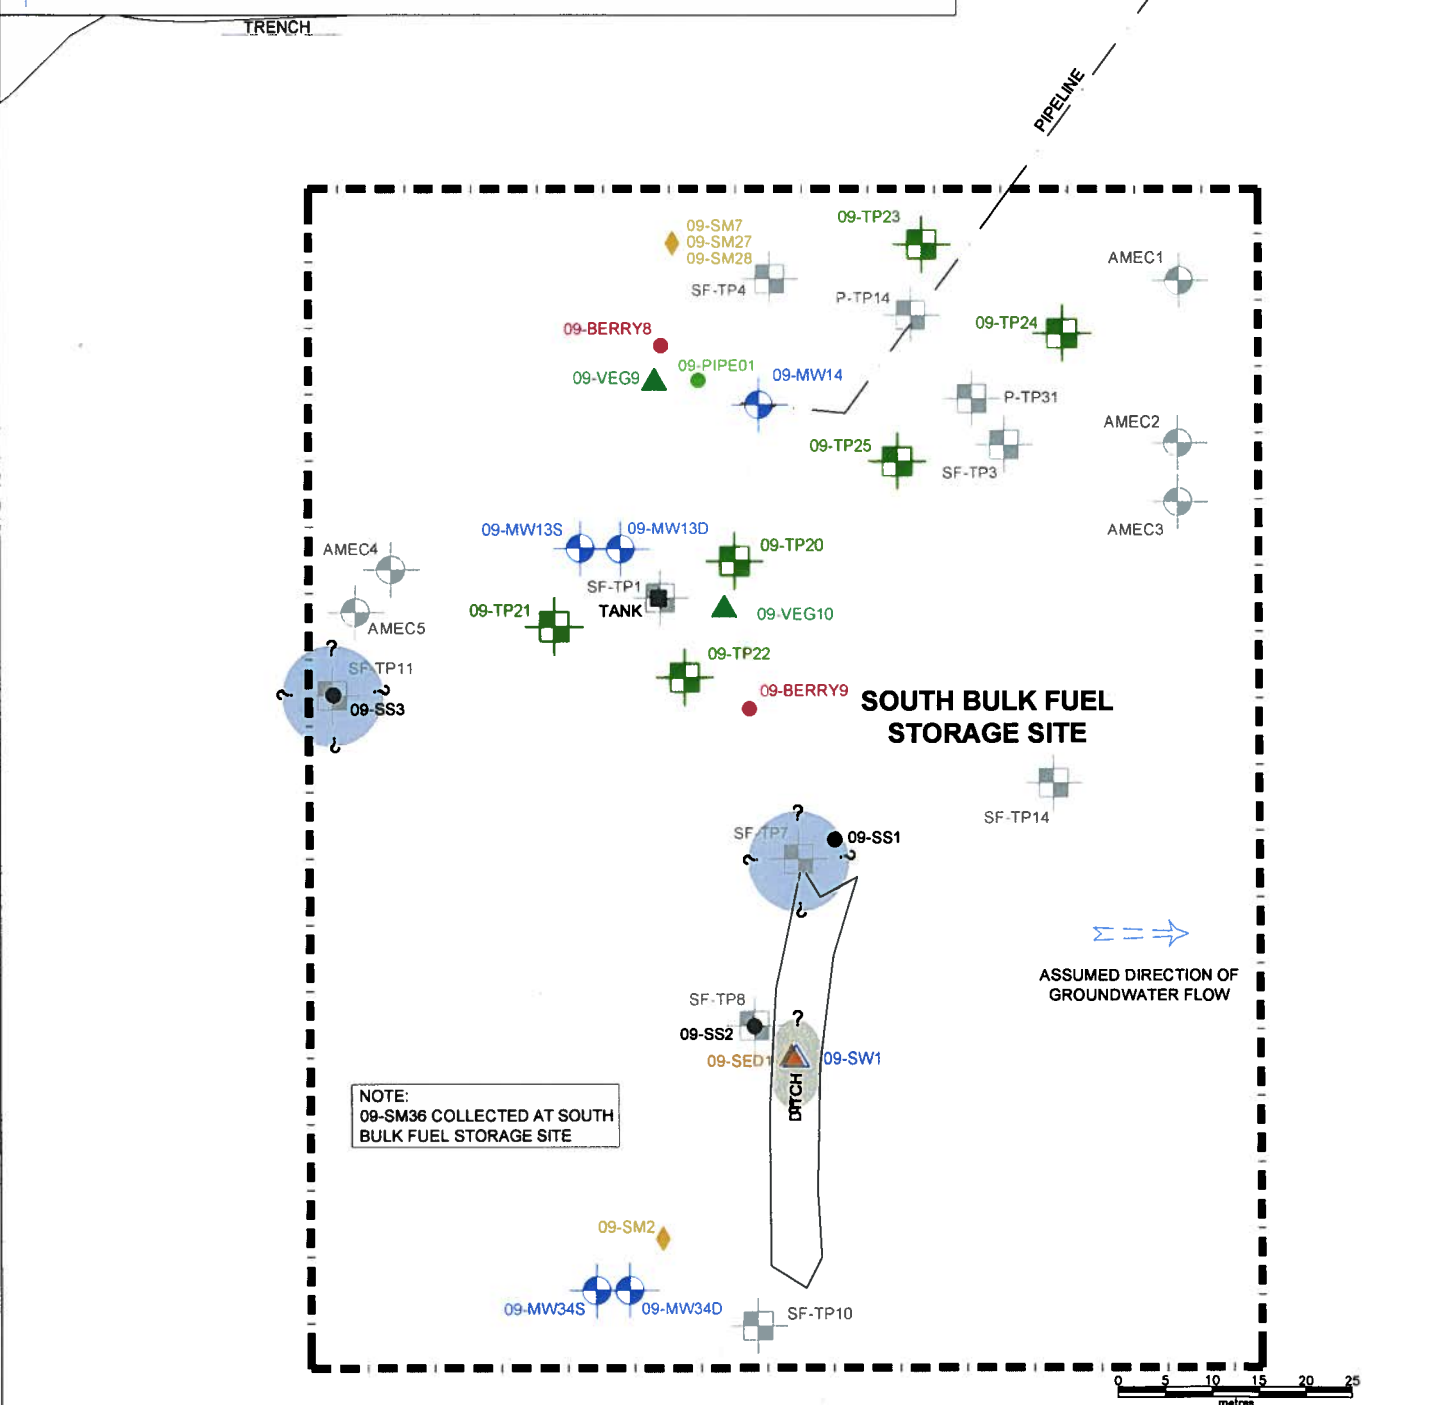 TRENCH
PIPELINE
09-SM7
09-SM27
09-SM28
09-TP23
AMEC1
SF-TP4
P-TP14
09-TP24
09-BERRY8
09-PIPE01
09-VEG9
09-MW14
P-TP31
AMEC2
09-TP25
SF-TP3
AMEC3
09-MW13S
09-MW13D
09-TP20
AMEC4
SF-TP1
TANK
09-TP21
09-VEG10
AMEC5
09-TP22
?
SF-TP11
? ?
09-SS3
?
09-BERRY9
SOUTH BULK FUEL
STORAGE SITE
SF-TP14
?
SF-TP7
09-SS1
? ?
?
ASSUMED DIRECTION OF
GROUNDWATER FLOW
SF-TP8
?
09-SS2
09-SED1
09-SW1
DITCH
?
NOTE:
09-SM36 COLLECTED AT SOUTH
BULK FUEL STORAGE SITE
09-SM2
09-MW34S
09-MW34D
SF-TP10
0 5 10 15 20 25
metres